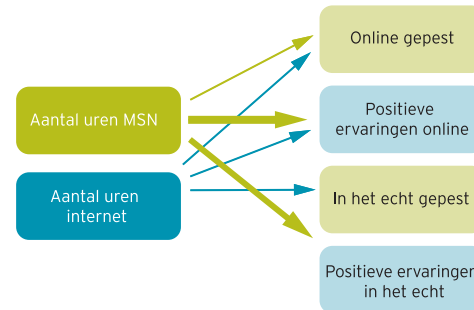 Aantal uren MSN
Aantal uren
internet
Online gepest
Positieve
ervaringen online
In het echt gepest
Positieve ervaringen
in het echt